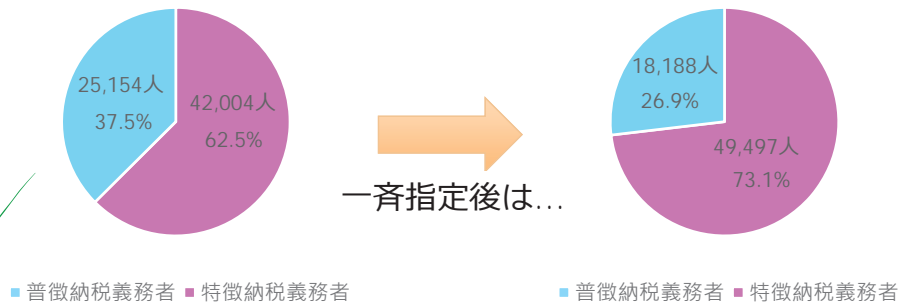 25,154人
37.5%
42,004人
62.5%
一斉指定後は…
18,188人
26.9%
49,497人
73.1%
普徴納税義務者 特徴納税義務者
普徴納税義務者 特徴納税義務者